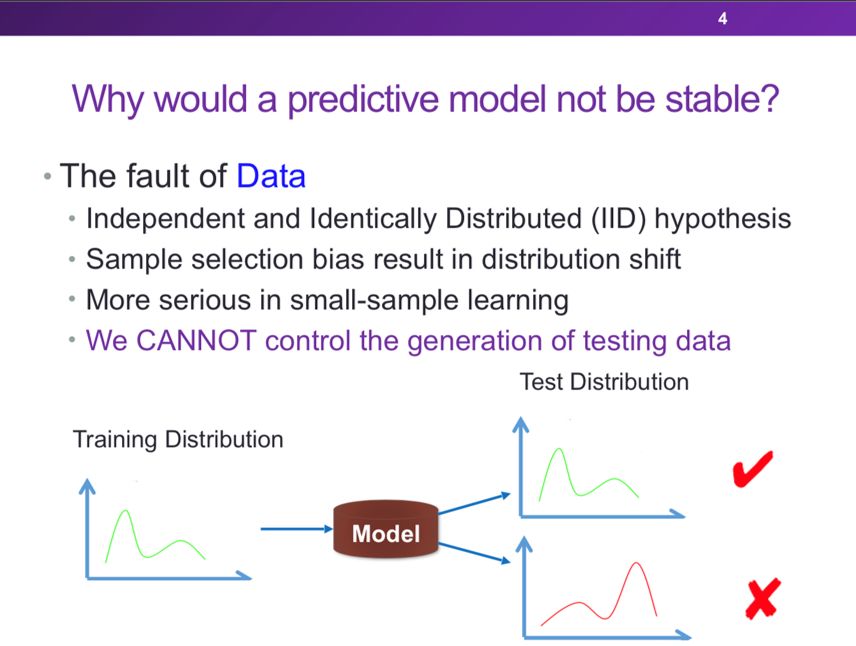 4
Why would a predictive model not be stable?
• The fault of Data
• Independent and Identically Distributed (IID) hypothesis
• Sample selection bias result in distribution shift
• More serious in small-sample learning
• We CANNOT control the generation of testing data
Test Distribution
Training Distribution
Model